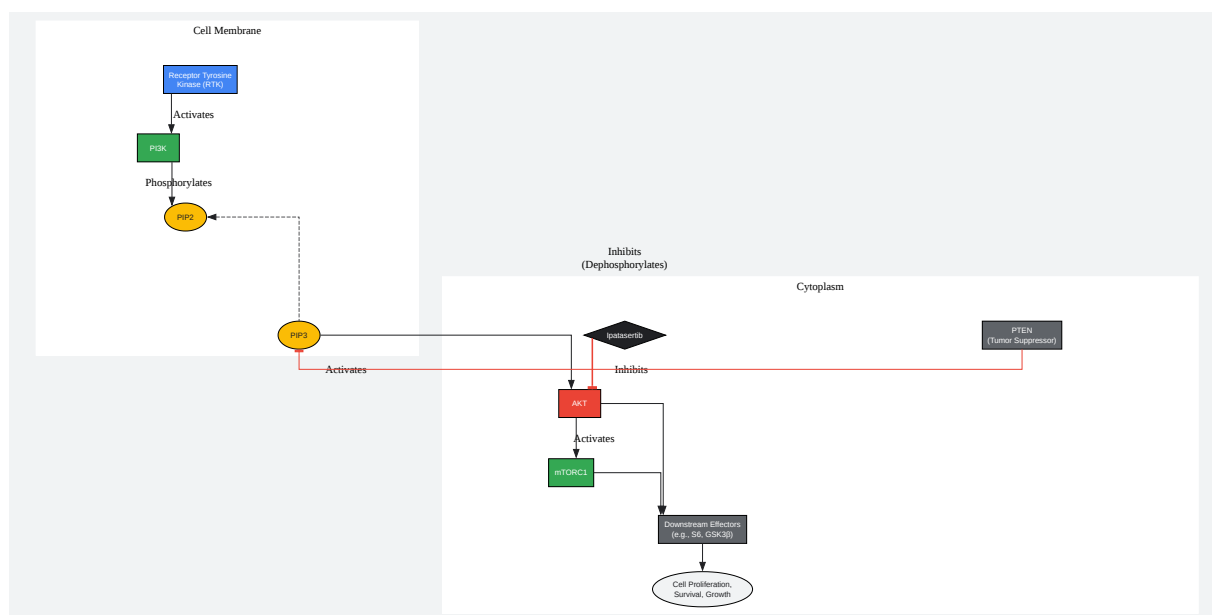 Cell Membrane
Receptor Tyrosine
Kinase (RTK)
Activates
PI3K
Phosphorylates
PIP2
Inhibits
(Dephosphorylates)
Cytoplasm
PIP3
Ipatasertib
PTEN
(Tumor Suppressor)
Activates
Inhibits
AKT
Activates
mTORC1
Downstream Effectors
(e.g., S6, GSK3β)
Cell Proliferation,
Survival, Growth